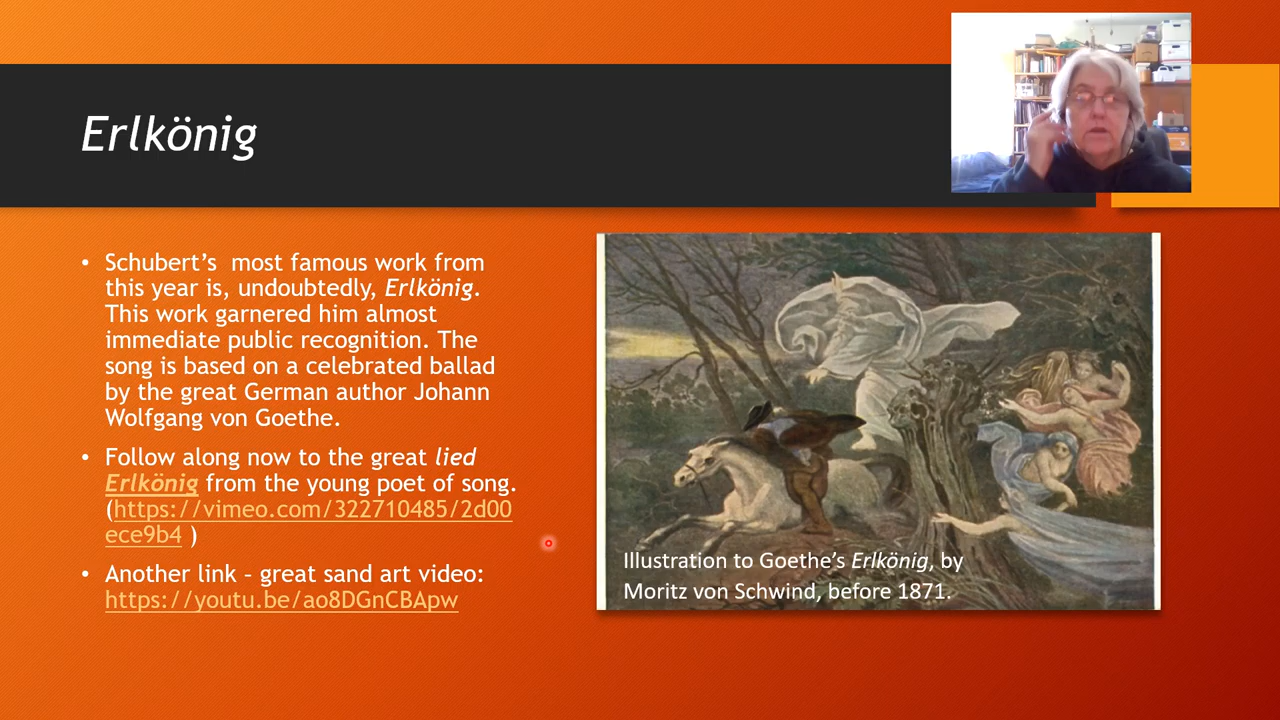 Erlkönig
• Schubert’s  most famous work from
this year is, undoubtedly, Erlkönig.
This work garnered him almost
immediate public recognition. The
song is based on a celebrated ballad
by the great German author Johann
Wolfgang von Goethe.
• Follow along now to the great lied
Erlkönig from the young poet of song.
(https://vimeo.com/322710485/2d00
ece9b4 )
• Another link – great sand art video:
https://youtu.be/ao8DGnCBApw
Illustration to Goethe’s Erlkönig, by
Moritz von Schwind, before 1871.